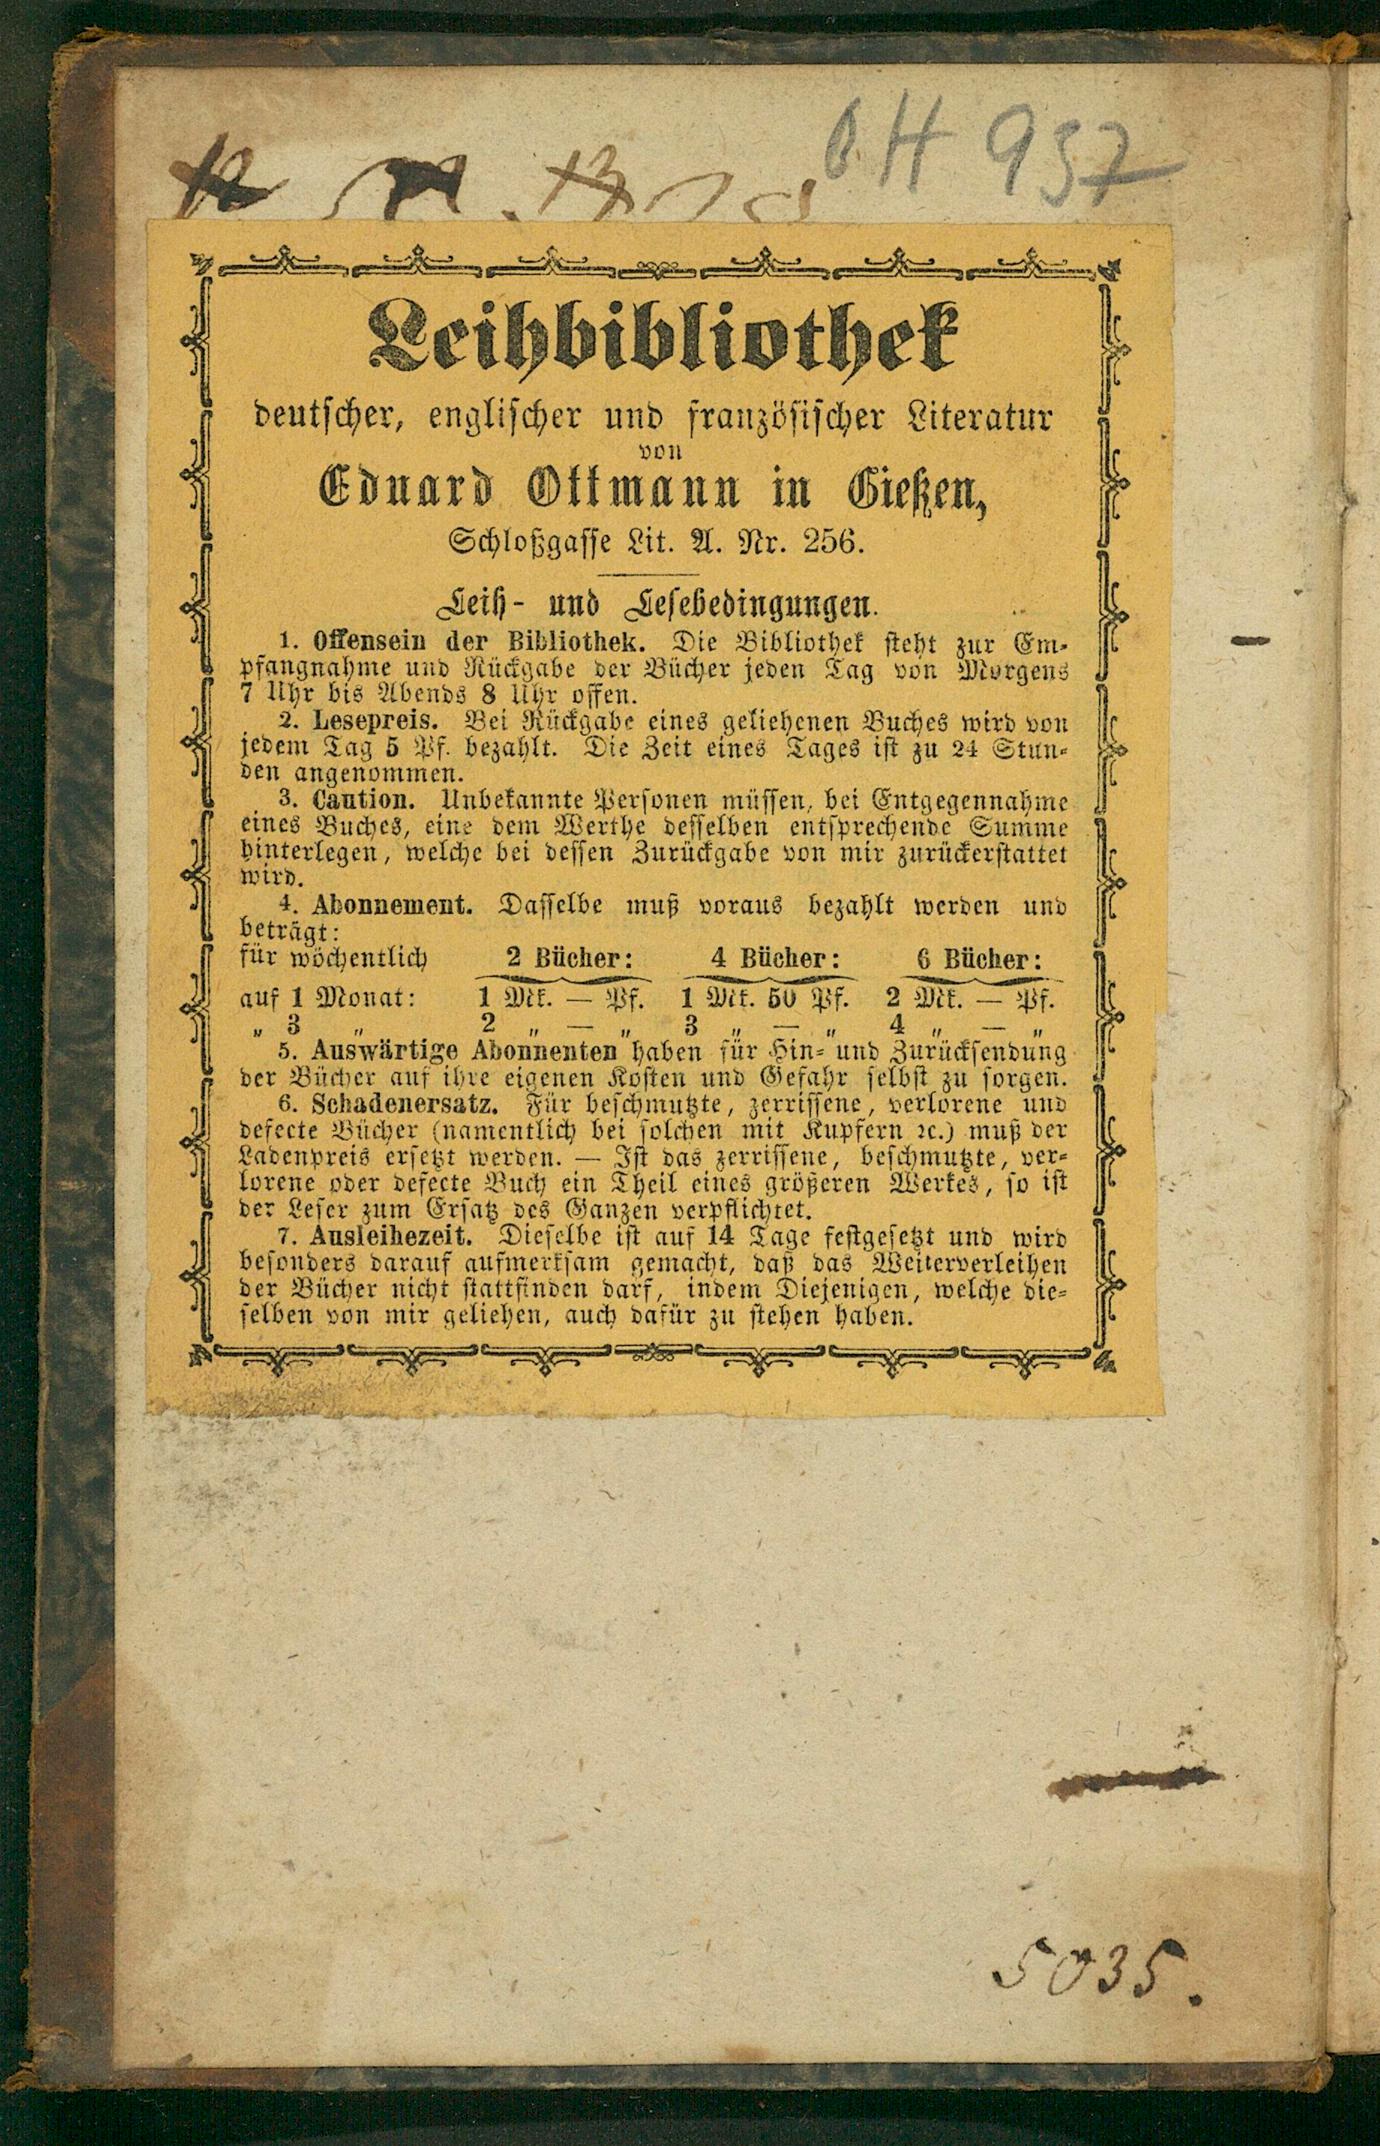 OH 937
Leihbibliothek
deutscher, englischer und französischer Literatur
von
Eduard Ottmann in Gießen,
Schloßgasse Lit. A. Nr. 256.
Leih- und Lesebedingungen.
1. Offensein der Bibliothek. Die Bibliothek steht zur Em-
pfangnahme und Rückgabe der Bücher jeden Tag von Morgens
7 Uhr bis Abends 8 Uhr offen.
2. Lesepreis. Bei Rückgabe eines geliehenen Buches wird von
jedem Tag 5 Pf. bezahlt. Die Zeit eines Tages ist zu 24 Stun-
den angenommen.
3. Caution. Unbekannte Personen müssen, bei Entgegennahme
eines Buches, eine dem Werthe desselben entsprechende Summe
hinterlegen, welche bei dessen Zurückgabe von mir zurückerstattet
wird.
4. Abonnement. Dasselbe muß voraus bezahlt werden und
beträgt:
für wöchentlich 2 Bücher: 4 Bücher: 6 Bücher:
auf 1 Monat: 1 Mk. — Pf. 1 Mk. 50 Pf. 2 Mk. — Pf.
„ 3 „ 2 „ — „ 3 „ — „ 4 „ — „
5. Auswärtige Abonnenten haben für Hin- und Zurücksendung
der Bücher auf ihre eigenen Kosten und Gefahr selbst zu sorgen.
6. Schadenersatz. Für beschmutzte, zerrissene, verlorene und
defecte Bücher (namentlich bei solchen mit Kupfern ꝛc.) muß der
Ladenpreis ersetzt werden. — Ist das zerrissene, beschmutzte, ver-
lorene oder defecte Buch ein Theil eines größeren Werkes, so ist
der Leser zum Ersatz des Ganzen verpflichtet.
7. Ausleihezeit. Dieselbe ist auf 14 Tage festgesetzt und wird
besonders darauf aufmerksam gemacht, daß das Weiterverleihen
der Bücher nicht stattfinden darf, indem Diejenigen, welche die-
selben von mir geliehen, auch dafür zu stehen haben.
5035.